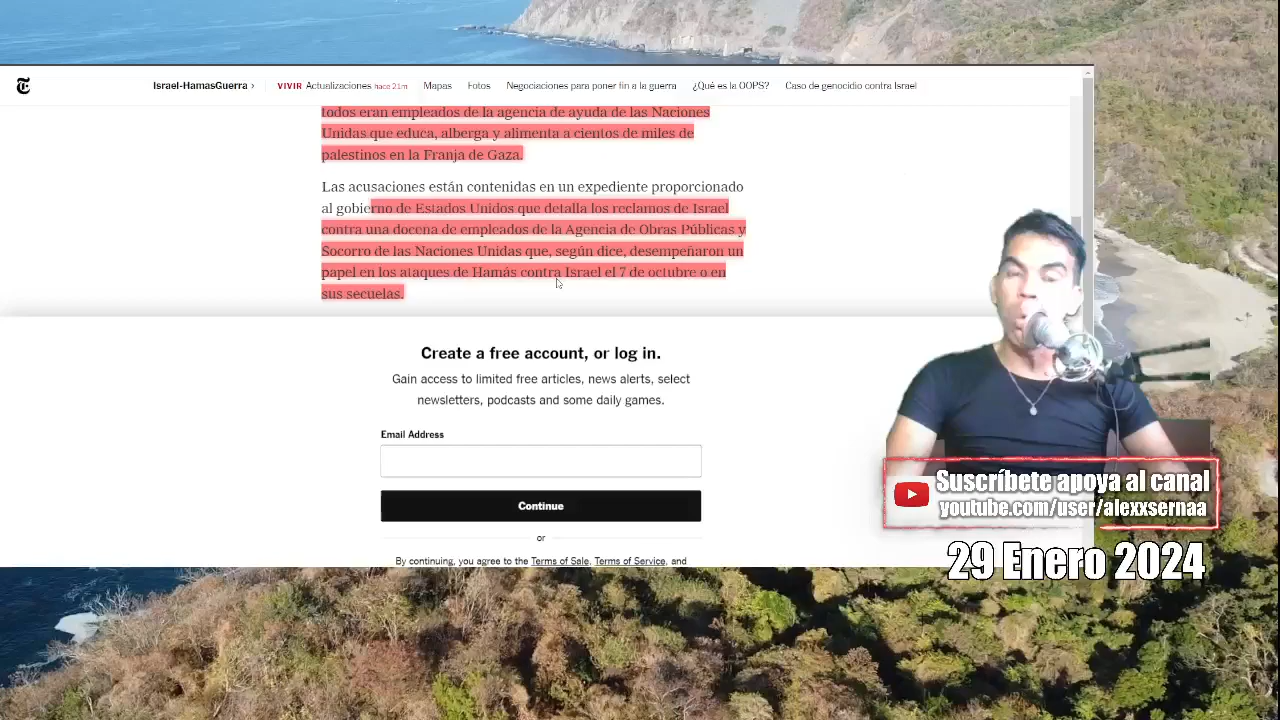 Israel-HamasGuerra ›
VIVIR Actualizaciones hace 21m
Mapas
Fotos
Negociaciones para poner fin a la guerra
¿Qué es la OOPS?
Caso de genocidio contra Israel
todos eran empleados de la agencia de ayuda de las Naciones
Unidas que educa, alberga y alimenta a cientos de miles de
palestinos en la Franja de Gaza.
Las acusaciones están contenidas en un expediente proporcionado
al gobierno de Estados Unidos que detalla los reclamos de Israel
contra una docena de empleados de la Agencia de Obras Públicas y
Socorro de las Naciones Unidas que, según dice, desempeñaron un
papel en los ataques de Hamás contra Israel el 7 de octubre o en
sus secuelas.
Create a free account, or log in.
Gain access to limited free articles, news alerts, select
newsletters, podcasts and some daily games.
Email Address
Continue
or
By continuing, you agree to the Terms of Sale, Terms of Service, and
Suscríbete apoya al canal
youtube.com/user/alexxsernaa
29 Enero 2024